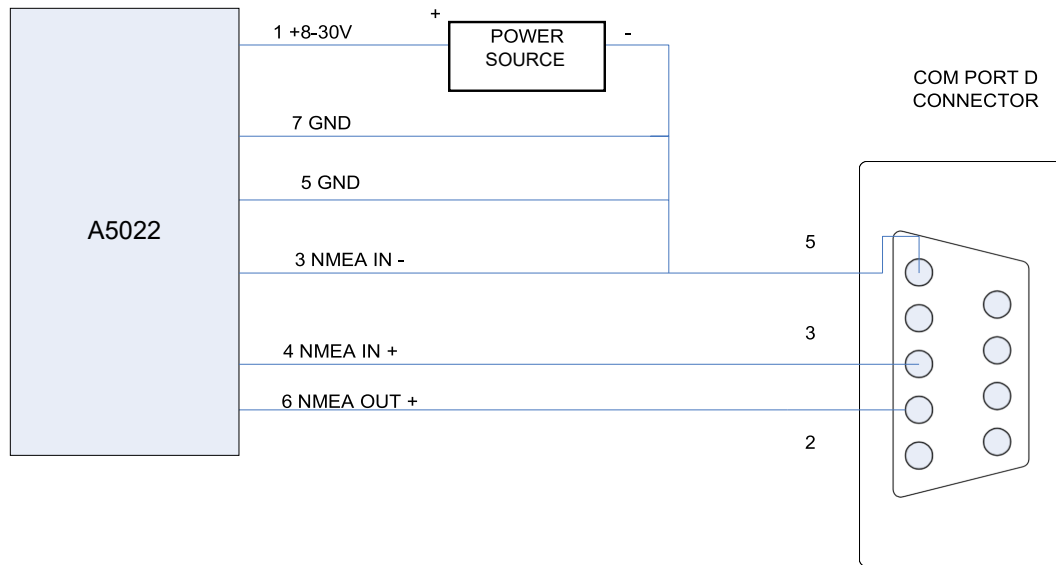 1 +8-30V
+
POWER
SOURCE
-
COM PORT D
CONNECTOR
7 GND
5 GND
A5022
5
3 NMEA IN -
3
4 NMEA IN +
6 NMEA OUT +
2